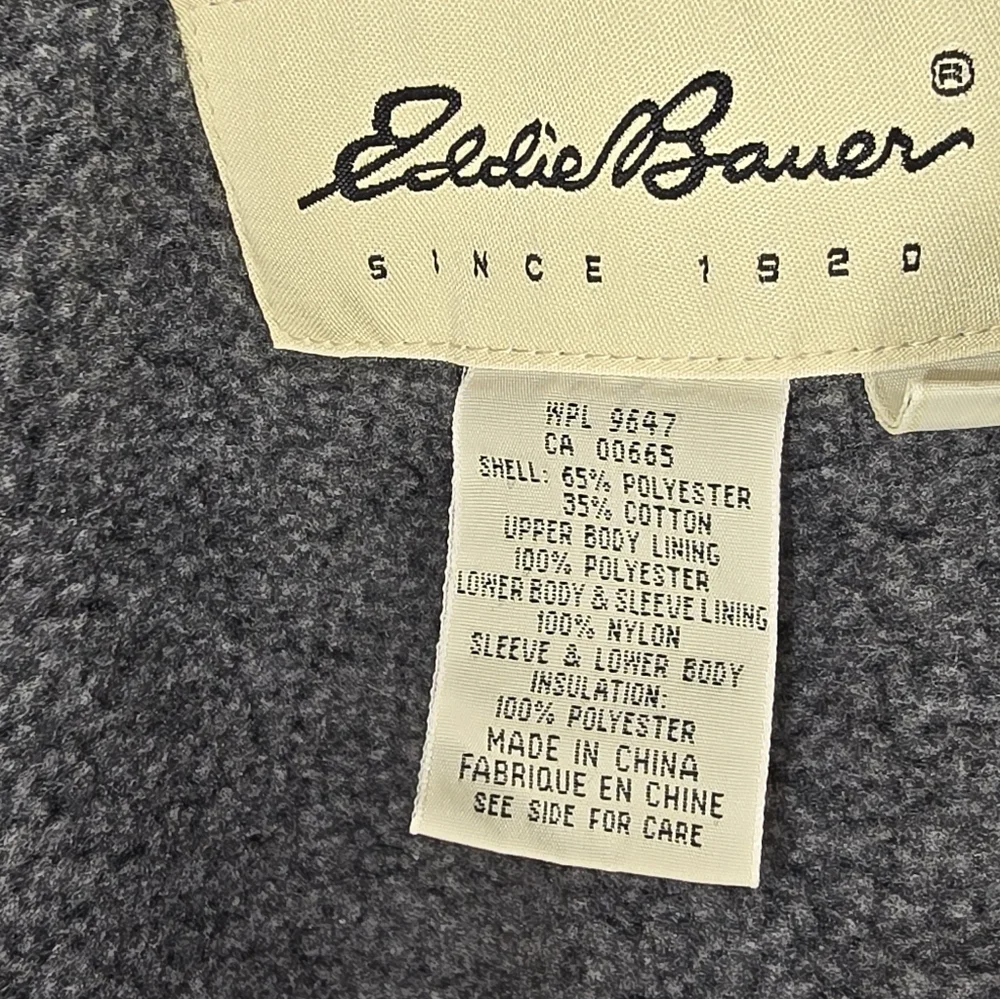 Eddie Bauer ®
SINCE 1920
WPL 9647
CA 00665
SHELL: 65% POLYESTER
35% COTTON
UPPER BODY LINING
100% POLYESTER
LOWER BODY & SLEEVE LINING
100% NYLON
SLEEVE & LOWER BODY
INSULATION:
100% POLYESTER
MADE IN CHINA
FABRIQUE EN CHINE
SEE SIDE FOR CARE